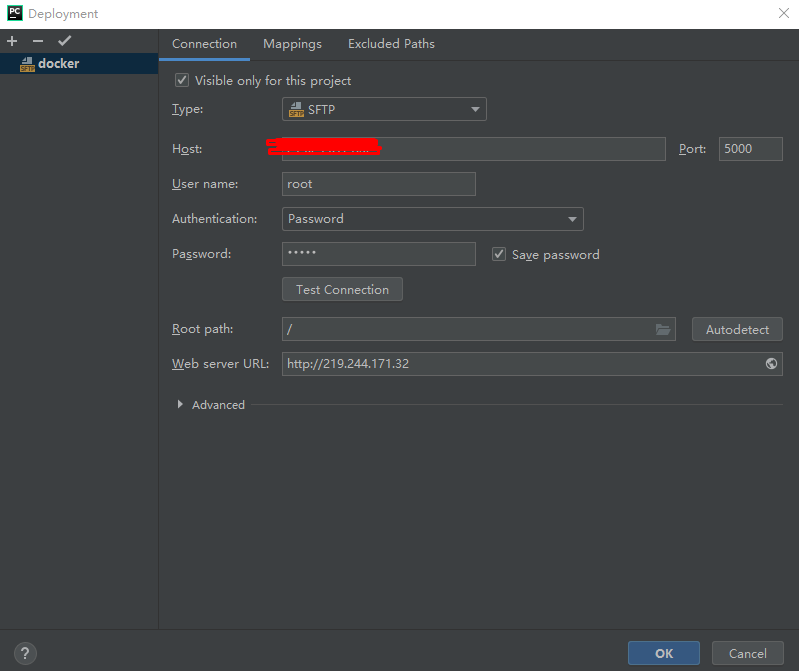 PC Deployment
Connection Mappings Excluded Paths
SFTP docker
Visible only for this project
Type: SFTP SFTP
Host: Port: 5000
User name: root
Authentication: Password
Password: ••••• Save password
Test Connection
Root path: / Autodetect
Web server URL: http://219.244.171.32
Advanced
? OK Cancel